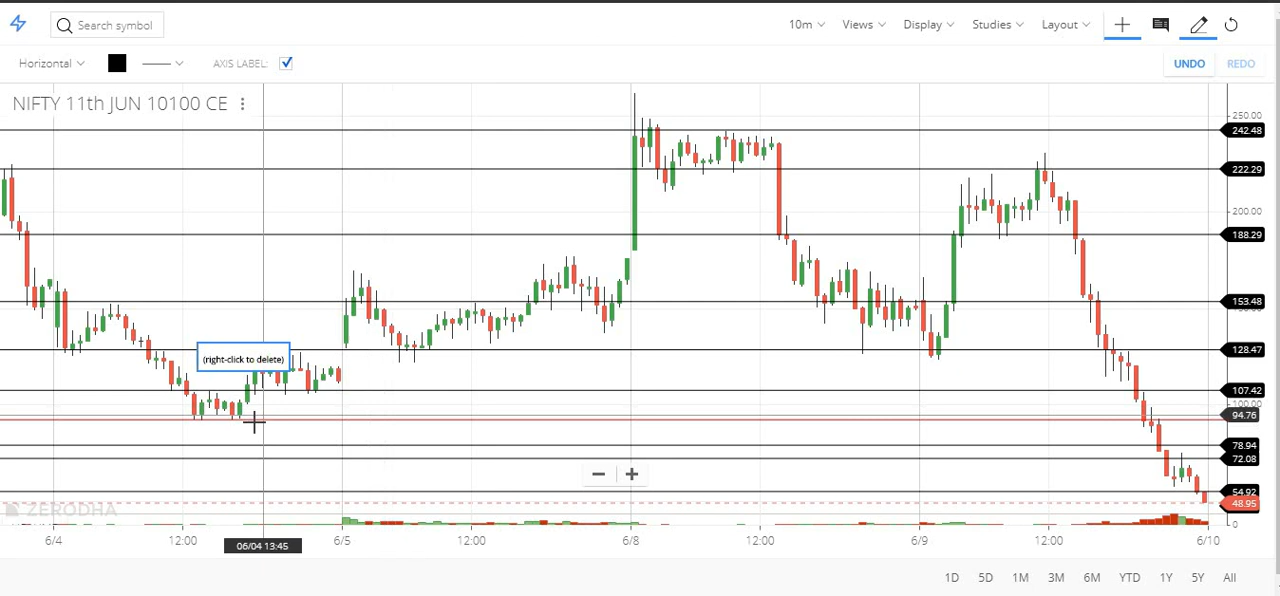 Search symbol 10m Views Display Studies Layout
Horizontal AXIS LABEL: UNDO REDO
NIFTY 11th JUN 10100 CE
250.00
242.48
222.29
200.00
188.29
153.48
128.47
(right-click to delete)
107.42
100.00
94.76
78.94
72.08
54.92
48.95
ZERODHA
0
6/4 12:00 6/5 12:00 6/8 12:00 6/9 12:00 6/10
06/04 13:45
1D 5D 1M 3M 6M YTD 1Y 5Y All